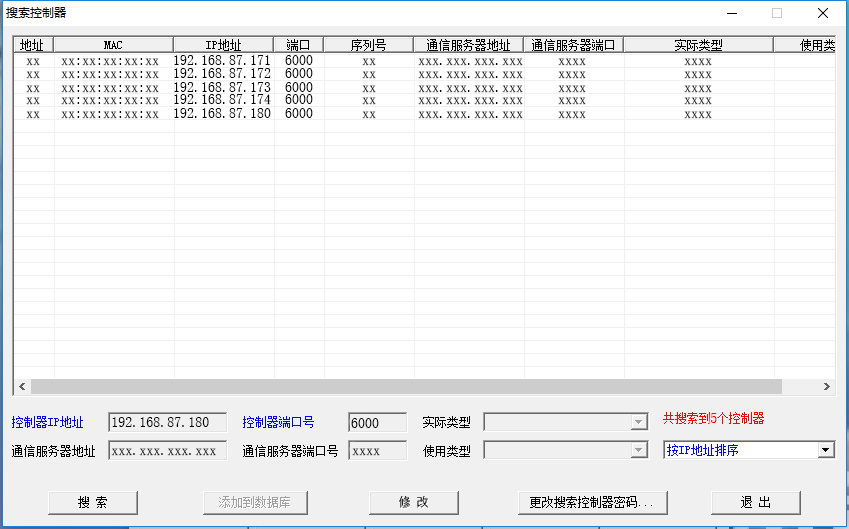 搜索控制器
地址 MAC IP地址 端口 序列号 通信服务器地址 通信服务器端口 实际类型 使用类
xx xx:xx:xx:xx:xx 192.168.87.171 6000 xx xxx.xxx.xxx.xxx xxxx xxxx
xx xx:xx:xx:xx:xx 192.168.87.172 6000 xx xxx.xxx.xxx.xxx xxxx xxxx
xx xx:xx:xx:xx:xx 192.168.87.173 6000 xx xxx.xxx.xxx.xxx xxxx xxxx
xx xx:xx:xx:xx:xx 192.168.87.174 6000 xx xxx.xxx.xxx.xxx xxxx xxxx
xx xx:xx:xx:xx:xx 192.168.87.180 6000 xx xxx.xxx.xxx.xxx xxxx xxxx
控制器IP地址 192.168.87.180 控制器端口号 6000 实际类型 共搜索到5个控制器
通信服务器地址 xxx.xxx.xxx.xxx 通信服务器端口号 xxxx 使用类型 按IP地址排序
搜 索 添加到数据库 修 改 更改搜索控制器密码... 退 出